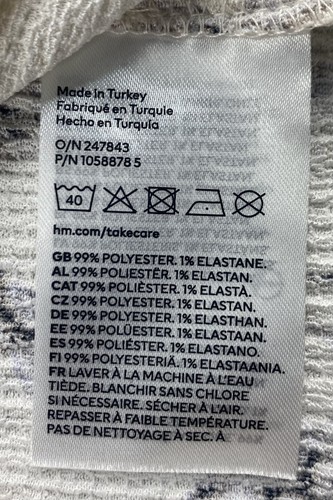 Made in Turkey
Fabriqué en Turquie
Hecho en Turquia
O/N 247843
P/N 1058878 5
40
hm.com/takecare
GB 99% POLYESTER. 1% ELASTANE.
AL 99% POLIESTËR. 1% ELASTAN.
CAT 99% POLIÈSTER. 1% ELASTÀ.
CZ 99% POLYESTER. 1% ELASTAN.
DE 99% POLYESTER. 1% ELASTHAN.
EE 99% POLÜESTER. 1% ELASTAAN.
ES 99% POLIÉSTER. 1% ELASTANO.
FI 99% POLYESTERIÄ. 1% ELASTAANIA.
FR LAVER À LA MACHINE À L'EAU
TIÈDE. BLANCHIR SANS CHLORE
SI NÉCESSAIRE. SÉCHER À L'AIR.
REPASSER À FAIBLE TEMPÉRATURE.
PAS DE NETTOYAGE À SEC. À